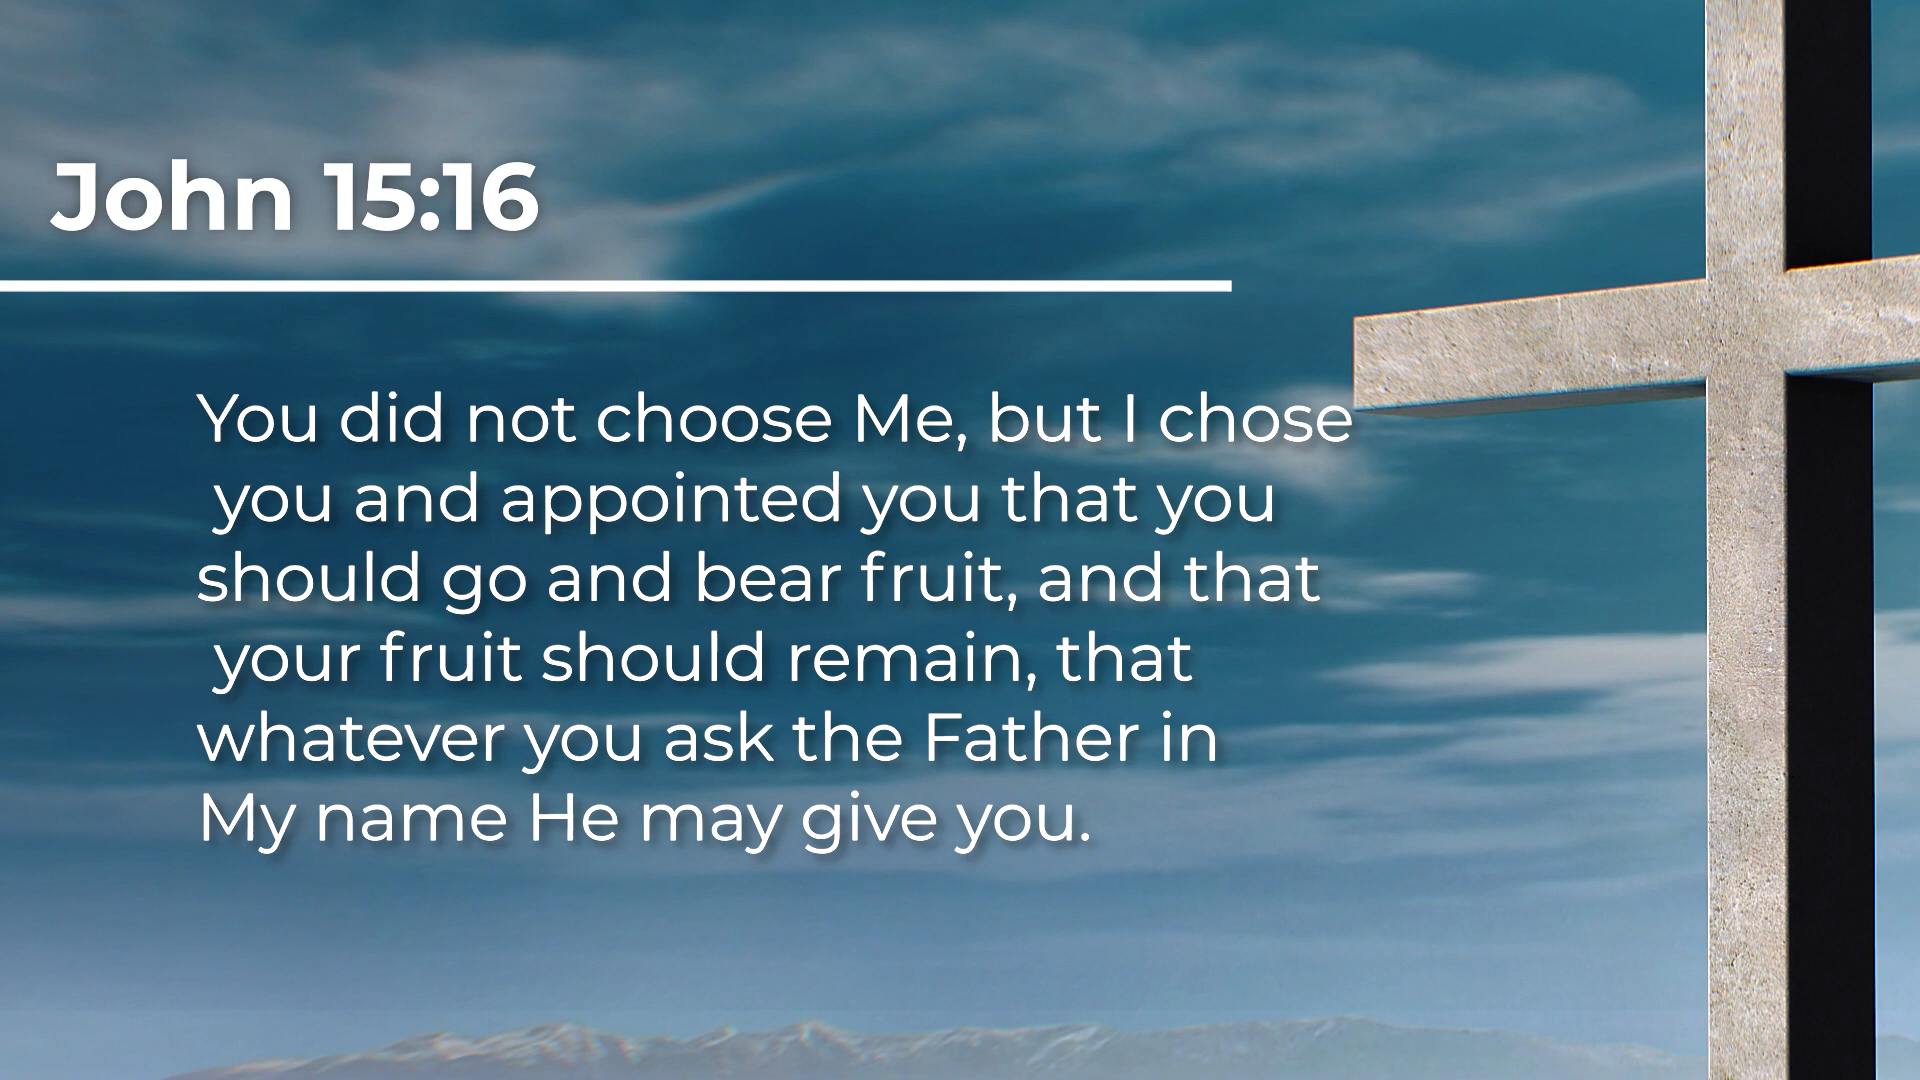 John 15:16
You did not choose Me, but I chose
you and appointed you that you
should go and bear fruit, and that
your fruit should remain, that
whatever you ask the Father in
My name He may give you.